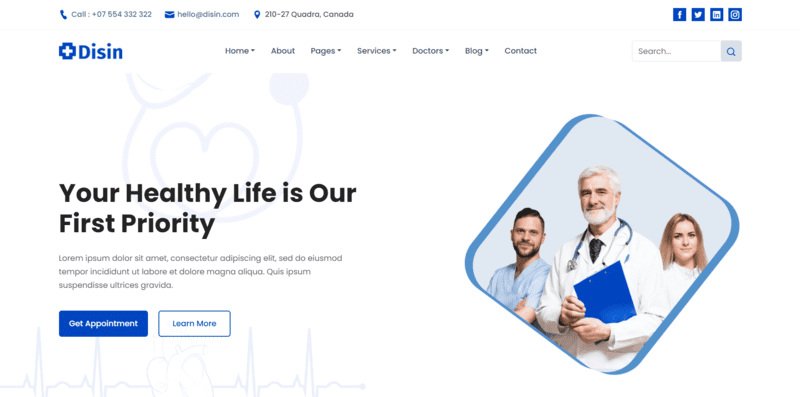 Call : +07 554 332 322 hello@disin.com 210-27 Quadra, Canada
Disin Home About Pages Services Doctors Blog Contact Search...
Your Healthy Life is Our
First Priority
Lorem ipsum dolor sit amet, consectetur adipiscing elit, sed do eiusmod
tempor incididunt ut labore et dolore magna aliqua. Quis ipsum
suspendisse ultrices gravida.
Get Appointment Learn More